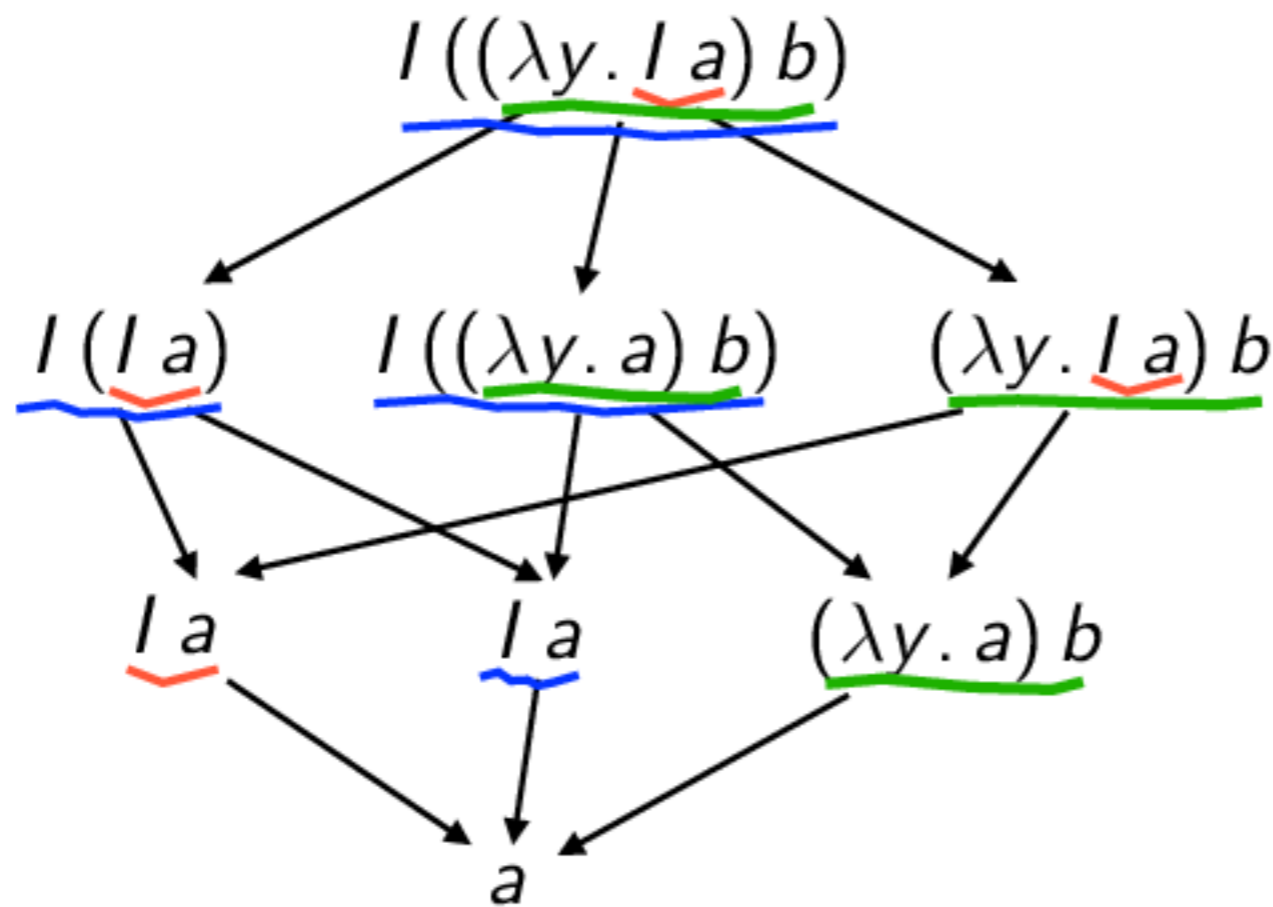 I ((λy . I a) b)
I (I a) I ((λy . a) b) (λy . I a) b
I a I a (λy . a) b
a